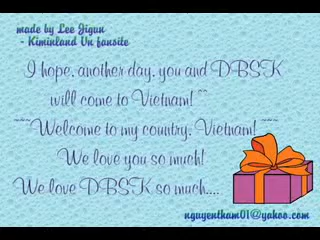 made by Lee Jigun
- Kiminland Vn fansite
I hope, another day, you and DBSK
will come to Vietnam! ^^
~~~Welcome to my country, Vietnam! ~~~
We love you so much!
We love DBSK so much....
nguyentham01@yahoo.com